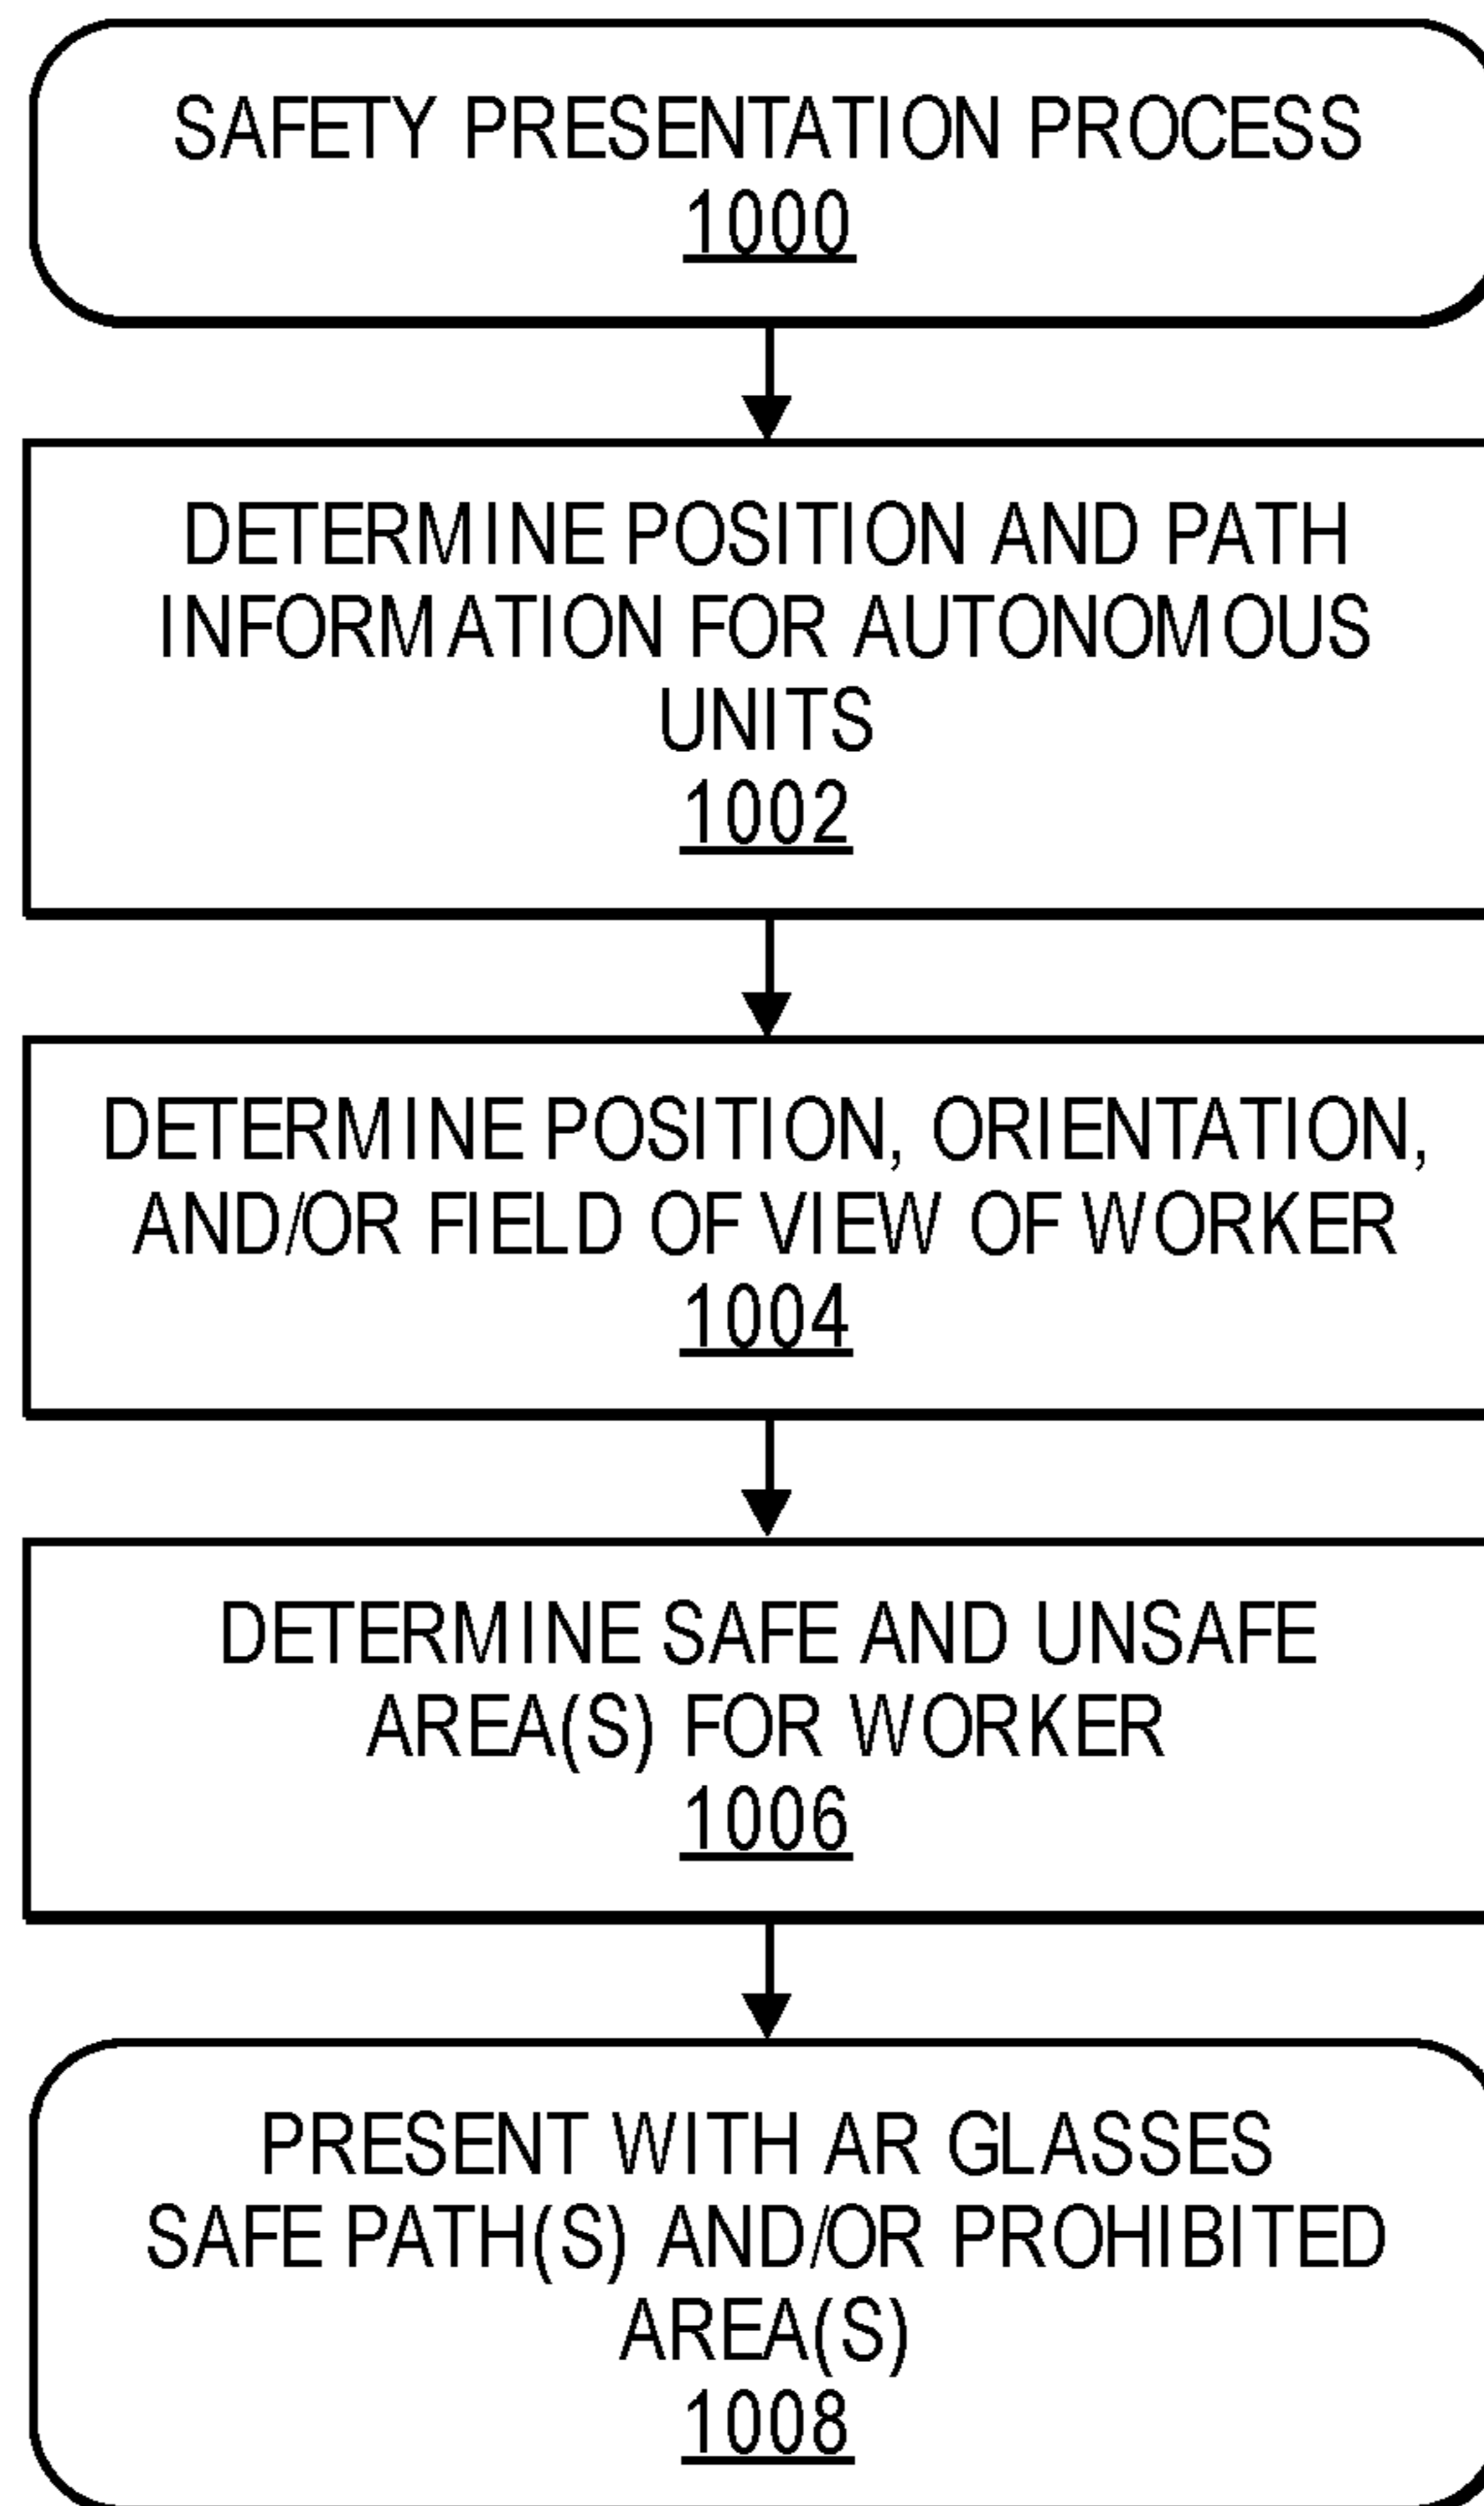 SAFETY PRESENTATION PROCESS
1000
DETERMINE POSITION AND PATH
INFORMATION FOR AUTONOMOUS
UNITS
1002
DETERMINE POSITION, ORIENTATION,
AND/OR FIELD OF VIEW OF WORKER
1004
DETERMINE SAFE AND UNSAFE
AREA(S) FOR WORKER
1006
PRESENT WITH AR GLASSES
SAFE PATH(S) AND/OR PROHIBITED
AREA(S)
1008